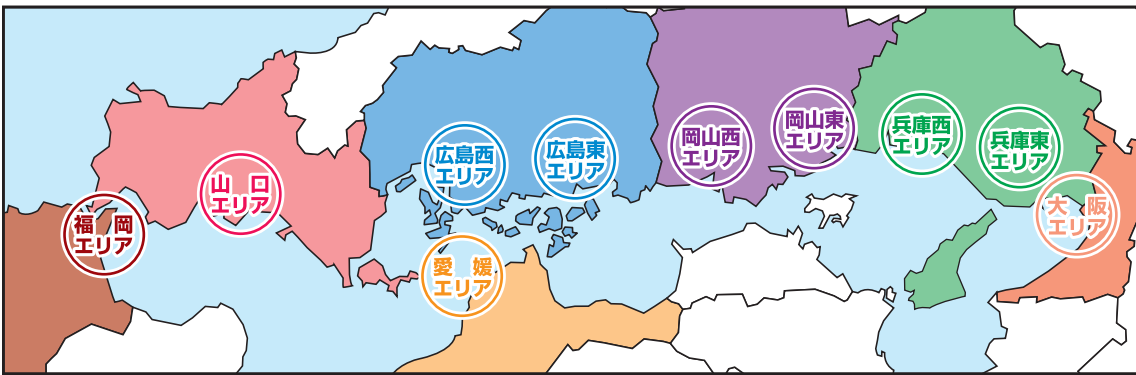 福　岡
エリア
山　口
エリア
広島西
エリア
愛　媛
エリア
広島東
エリア
岡山西
エリア
岡山東
エリア
兵庫西
エリア
兵庫東
エリア
大　阪
エリア